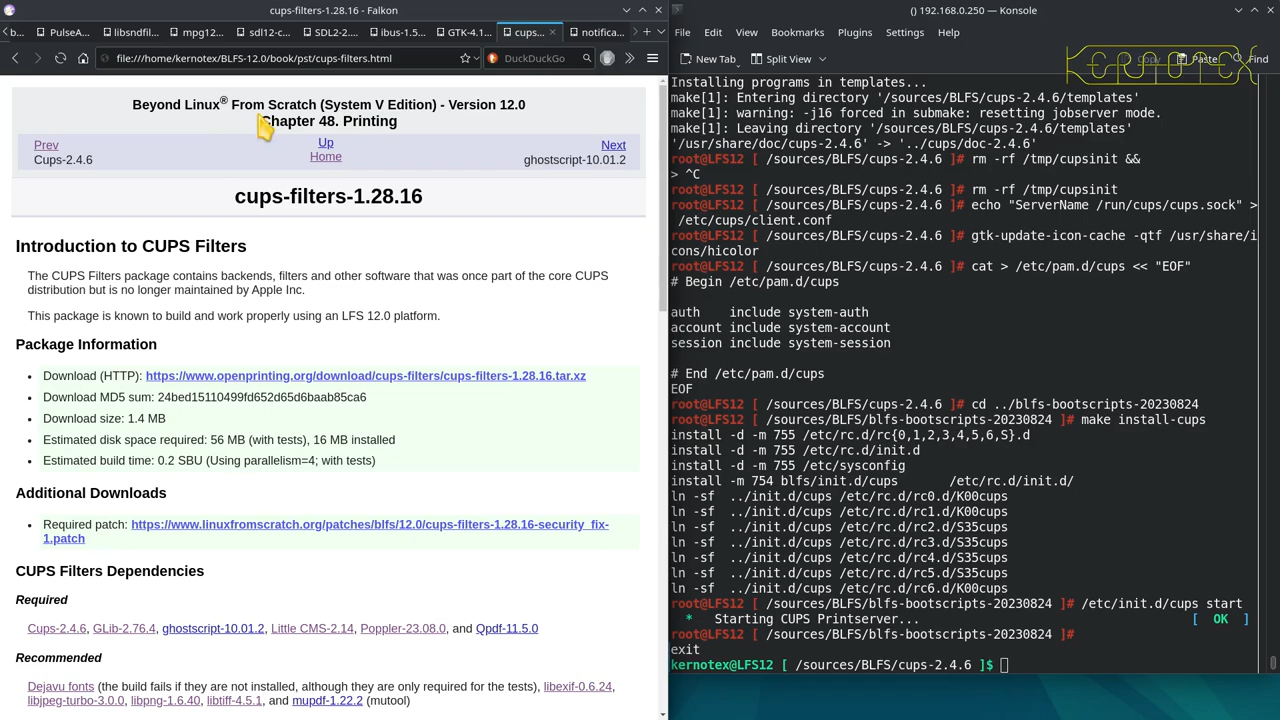 cups-filters-1.28.16 - Falkon
b... PulseA... libsndfil... mpg12... sdl12-c... SDL2-2.... ibus-1.5... GTK-4.1... cups... notifica...
file:///home/kernotex/BLFS-12.0/book/pst/cups-filters.html DuckDuckGo
Beyond Linux® From Scratch (System V Edition) - Version 12.0
Chapter 48. Printing
Prev Up Next
Cups-2.4.6 Home ghostscript-10.01.2
cups-filters-1.28.16
Introduction to CUPS Filters
The CUPS Filters package contains backends, filters and other software that was once part of the core CUPS
distribution but is no longer maintained by Apple Inc.
This package is known to build and work properly using an LFS 12.0 platform.
Package Information
• Download (HTTP): https://www.openprinting.org/download/cups-filters/cups-filters-1.28.16.tar.xz
• Download MD5 sum: 24bed15110499fd652d65d6baab85ca6
• Download size: 1.4 MB
• Estimated disk space required: 56 MB (with tests), 16 MB installed
• Estimated build time: 0.2 SBU (Using parallelism=4; with tests)
Additional Downloads
• Required patch: https://www.linuxfromscratch.org/patches/blfs/12.0/cups-filters-1.28.16-security_fix-
1.patch
CUPS Filters Dependencies
Required
Cups-2.4.6, GLib-2.76.4, ghostscript-10.01.2, Little CMS-2.14, Poppler-23.08.0, and Qpdf-11.5.0
Recommended
Dejavu fonts (the build fails if they are not installed, although they are only required for the tests), libexif-0.6.24,
libjpeg-turbo-3.0.0, libpng-1.6.40, libtiff-4.5.1, and mupdf-1.22.2 (mutool)
() 192.168.0.250 — Konsole
File Edit View Bookmarks Plugins Settings Help
New Tab Split View Copy Paste Find
KERNOTEX
Installing programs in templates...
make[1]: Entering directory '/sources/BLFS/cups-2.4.6/templates'
make[1]: warning: -j16 forced in submake: resetting jobserver mode.
make[1]: Leaving directory '/sources/BLFS/cups-2.4.6/templates'
'/usr/share/doc/cups-2.4.6' -> '../cups/doc-2.4.6'
root@LFS12 [ /sources/BLFS/cups-2.4.6 ]# rm -rf /tmp/cupsinit &&
> ^C
root@LFS12 [ /sources/BLFS/cups-2.4.6 ]# rm -rf /tmp/cupsinit
root@LFS12 [ /sources/BLFS/cups-2.4.6 ]# echo "ServerName /run/cups/cups.sock" >
 /etc/cups/client.conf
root@LFS12 [ /sources/BLFS/cups-2.4.6 ]# gtk-update-icon-cache -qtf /usr/share/i
cons/hicolor
root@LFS12 [ /sources/BLFS/cups-2.4.6 ]# cat > /etc/pam.d/cups << "EOF"
# Begin /etc/pam.d/cups
auth    include system-auth
account include system-account
session include system-session
# End /etc/pam.d/cups
EOF
root@LFS12 [ /sources/BLFS/cups-2.4.6 ]# cd ../blfs-bootscripts-20230824
root@LFS12 [ /sources/BLFS/blfs-bootscripts-20230824 ]# make install-cups
install -d -m 755 /etc/rc.d/rc{0,1,2,3,4,5,6,S}.d
install -d -m 755 /etc/rc.d/init.d
install -d -m 755 /etc/sysconfig
install -m 754 blfs/init.d/cups       /etc/rc.d/init.d/
ln -sf  ../init.d/cups /etc/rc.d/rc0.d/K00cups
ln -sf  ../init.d/cups /etc/rc.d/rc1.d/K00cups
ln -sf  ../init.d/cups /etc/rc.d/rc2.d/S35cups
ln -sf  ../init.d/cups /etc/rc.d/rc3.d/S35cups
ln -sf  ../init.d/cups /etc/rc.d/rc4.d/S35cups
ln -sf  ../init.d/cups /etc/rc.d/rc5.d/S35cups
ln -sf  ../init.d/cups /etc/rc.d/rc6.d/K00cups
root@LFS12 [ /sources/BLFS/blfs-bootscripts-20230824 ]# /etc/init.d/cups start
  *   Starting CUPS Printserver...                                  [  OK  ]
root@LFS12 [ /sources/BLFS/blfs-bootscripts-20230824 ]#
exit
kernotex@LFS12 [ /sources/BLFS/cups-2.4.6 ]$